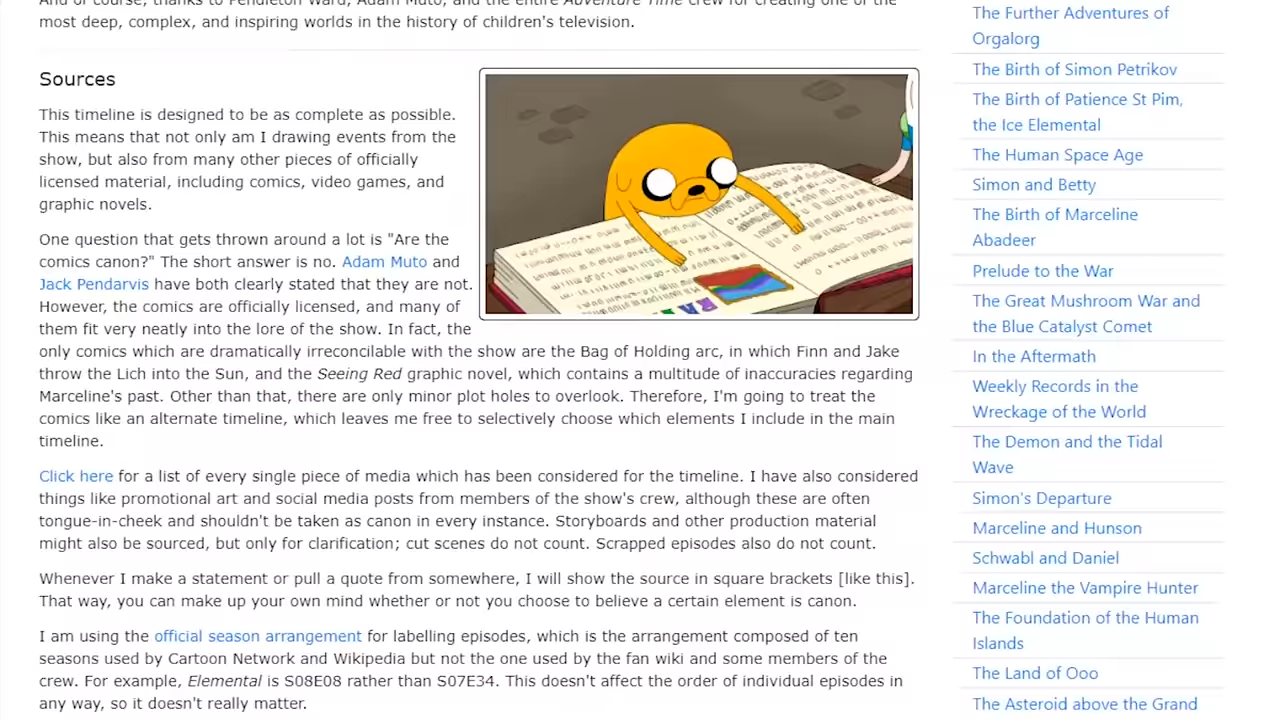 And of course, thanks to Pendleton Ward, Adam Muto, and the entire Adventure Time crew for creating one of the
most deep, complex, and inspiring worlds in the history of children's television.
Sources
This timeline is designed to be as complete as possible.
This means that not only am I drawing events from the
show, but also from many other pieces of officially
licensed material, including comics, video games, and
graphic novels.
One question that gets thrown around a lot is "Are the
comics canon?" The short answer is no. Adam Muto and
Jack Pendarvis have both clearly stated that they are not.
However, the comics are officially licensed, and many of
them fit very neatly into the lore of the show. In fact, the
only comics which are dramatically irreconcilable with the show are the Bag of Holding arc, in which Finn and Jake
throw the Lich into the Sun, and the Seeing Red graphic novel, which contains a multitude of inaccuracies regarding
Marceline's past. Other than that, there are only minor plot holes to overlook. Therefore, I'm going to treat the
comics like an alternate timeline, which leaves me free to selectively choose which elements I include in the main
timeline.
Click here for a list of every single piece of media which has been considered for the timeline. I have also considered
things like promotional art and social media posts from members of the show's crew, although these are often
tongue-in-cheek and shouldn't be taken as canon in every instance. Storyboards and other production material
might also be sourced, but only for clarification; cut scenes do not count. Scrapped episodes also do not count.
Whenever I make a statement or pull a quote from somewhere, I will show the source in square brackets [like this].
That way, you can make up your own mind whether or not you choose to believe a certain element is canon.
I am using the official season arrangement for labelling episodes, which is the arrangement composed of ten
seasons used by Cartoon Network and Wikipedia but not the one used by the fan wiki and some members of the
crew. For example, Elemental is S08E08 rather than S07E34. This doesn't affect the order of individual episodes in
any way, so it doesn't really matter.
The Further Adventures of
Orgalorg
The Birth of Simon Petrikov
The Birth of Patience St Pim,
the Ice Elemental
The Human Space Age
Simon and Betty
The Birth of Marceline
Abadeer
Prelude to the War
The Great Mushroom War and
the Blue Catalyst Comet
In the Aftermath
Weekly Records in the
Wreckage of the World
The Demon and the Tidal
Wave
Simon's Departure
Marceline and Hunson
Schwabl and Daniel
Marceline the Vampire Hunter
The Foundation of the Human
Islands
The Land of Ooo
The Asteroid above the Grand